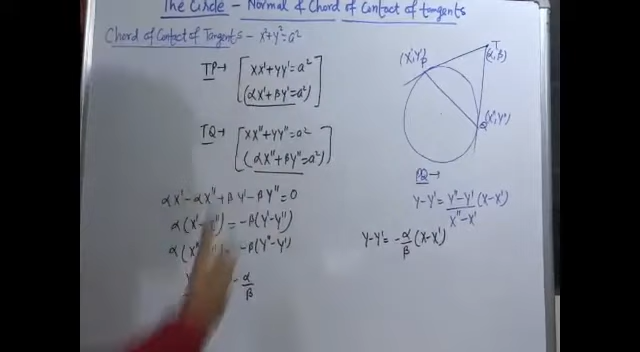 The Circle - Normal & Chord of Contact of tangents
Chord of Contact of Tangents - x²+y²=a²
TP→ [xx'+yy'=a²
(αx'+βy'=a²)]
TQ→ [xx''+yy''=a²
(αx''+βy''=a²)]
αx'-αx''+βy'-βy''=0
α(x'-x'')=-β(y'-y'')
-β(y''-y')
-α/β
(x',y')
P
T
(α,β)
Q
(x'',y'')
PQ→
y-y'=y''-y'/x''-x' (x-x')
y-y'=-α/β(x-x')